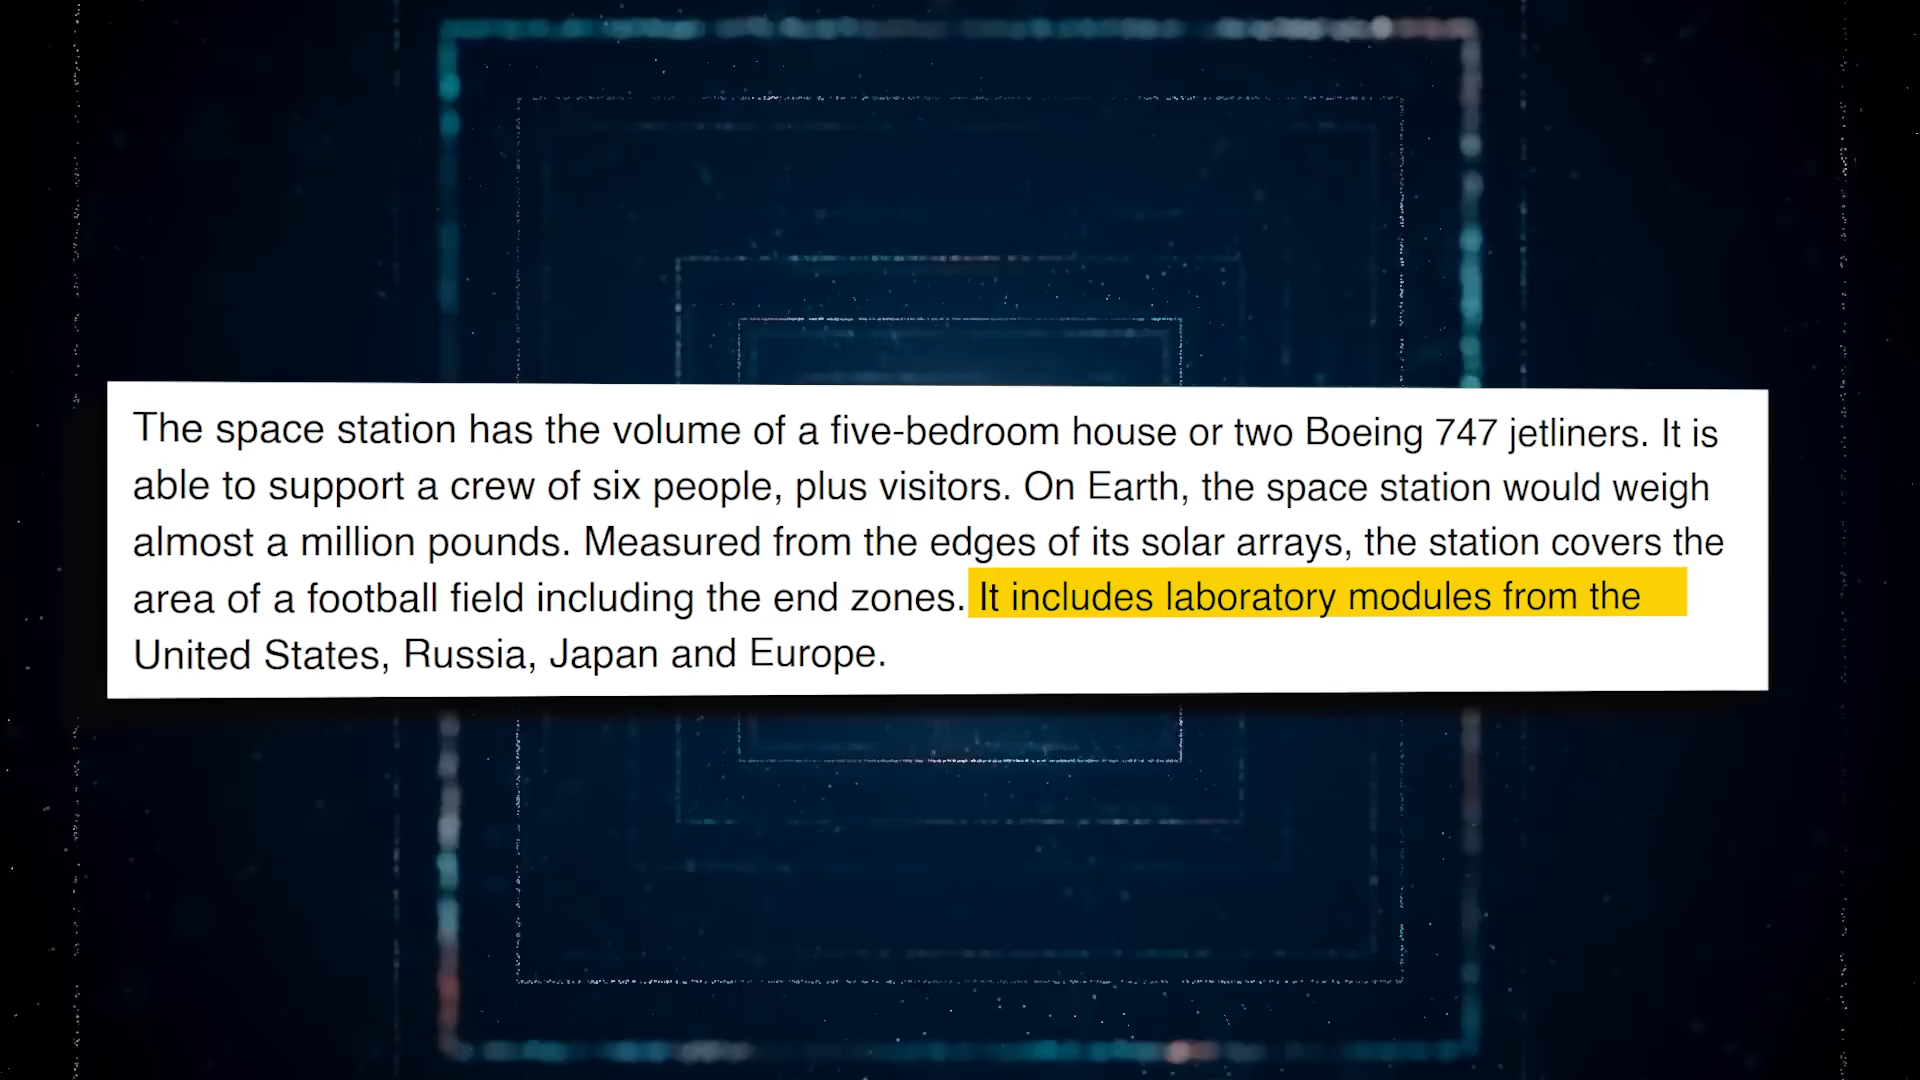 The space station has the volume of a five-bedroom house or two Boeing 747 jetliners. It is
able to support a crew of six people, plus visitors. On Earth, the space station would weigh
almost a million pounds. Measured from the edges of its solar arrays, the station covers the
area of a football field including the end zones. It includes laboratory modules from the
United States, Russia, Japan and Europe.